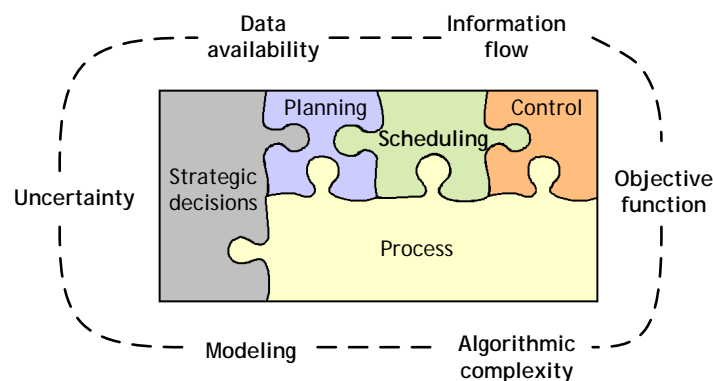 Data
availability
Information
flow
Planning
Control
Scheduling
Strategic
decisions
Uncertainty
Objective
function
Process
Modeling
Algorithmic
complexity